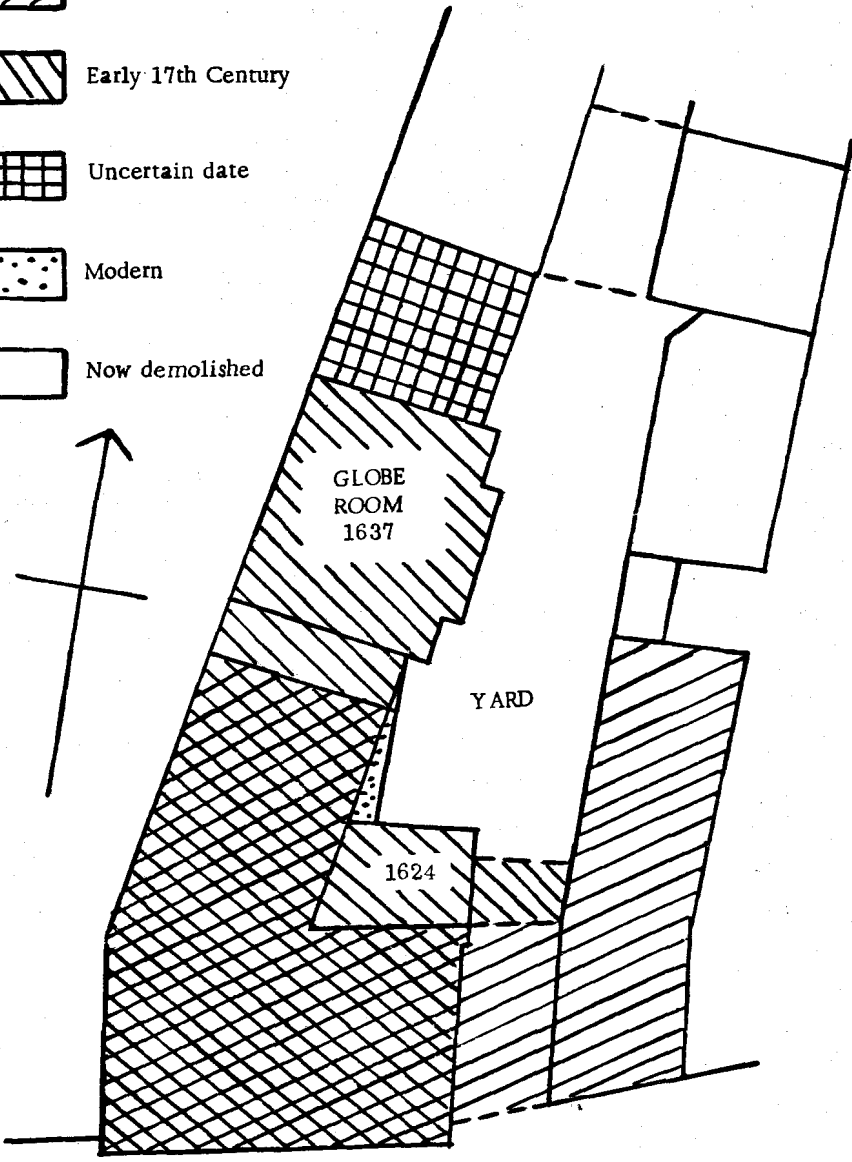 Early 17th Century
Uncertain date
Modern
Now demolished
GLOBE
ROOM
1637
YARD
1624